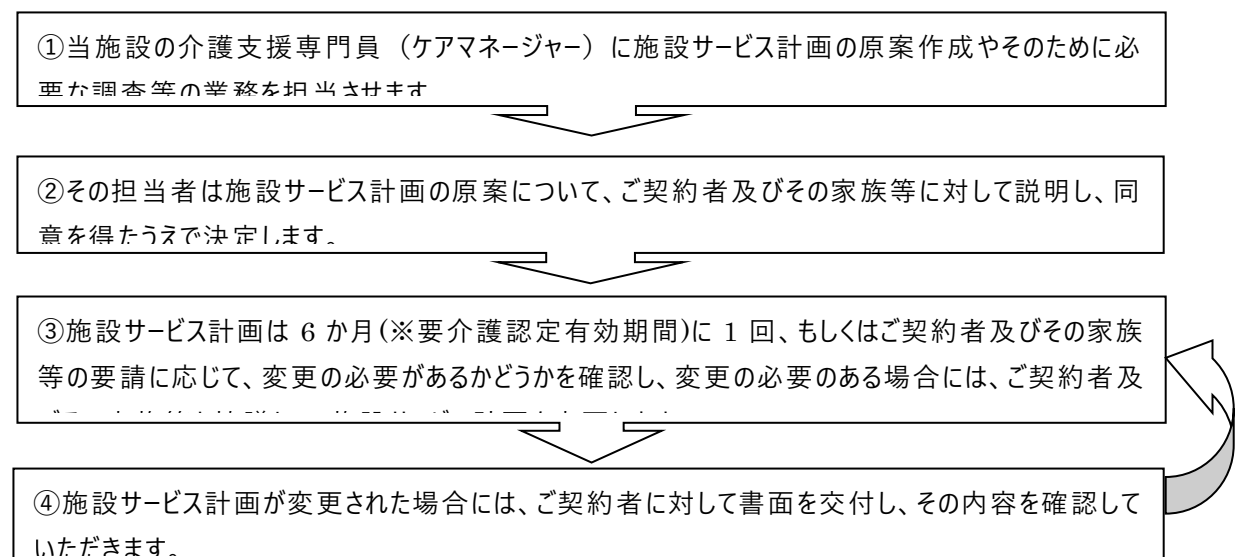 ①当施設の介護支援専門員（ケアマネージャー）に施設サービス計画の原案作成やそのために必
要な調査等の業務を担当させます
②その担当者は施設サービス計画の原案について、ご契約者及びその家族等に対して説明し、同
意を得たうえで決定します。
③施設サービス計画は 6 か月(※要介護認定有効期間)に 1 回、もしくはご契約者及びその家族
等の要請に応じて、変更の必要があるかどうかを確認し、変更の必要のある場合には、ご契約者及
④施設サービス計画が変更された場合には、ご契約者に対して書面を交付し、その内容を確認して
いただきます。